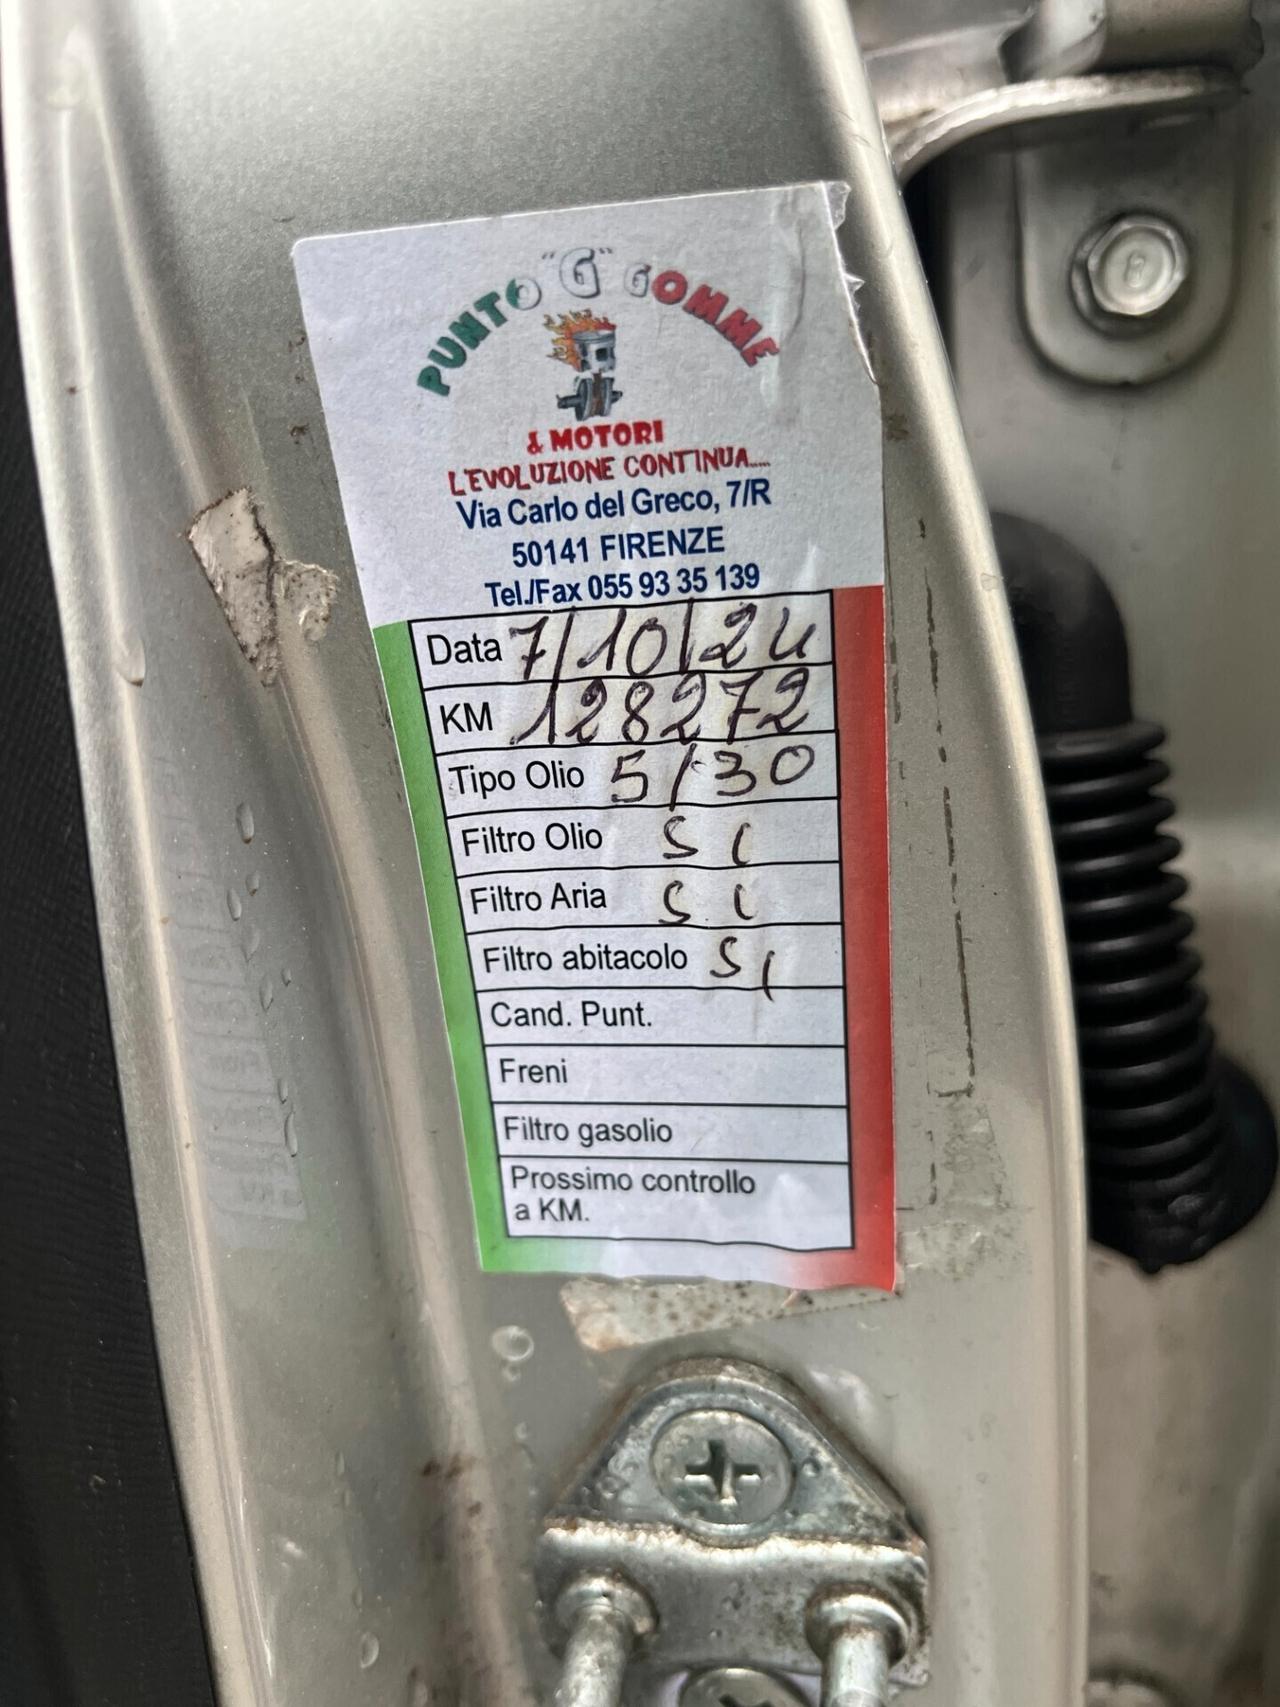 PUNTO "G" GOMME
& MOTORI
L'EVOLUZIONE CONTINUA.....
Via Carlo del Greco, 7/R
50141 FIRENZE
Tel./Fax 055 93 35 139
Data 7/10/24
KM 128272
Tipo Olio 5/30
Filtro Olio SI
Filtro Aria SI
Filtro abitacolo SI
Cand. Punt.
Freni
Filtro gasolio
Prossimo controllo
a KM.